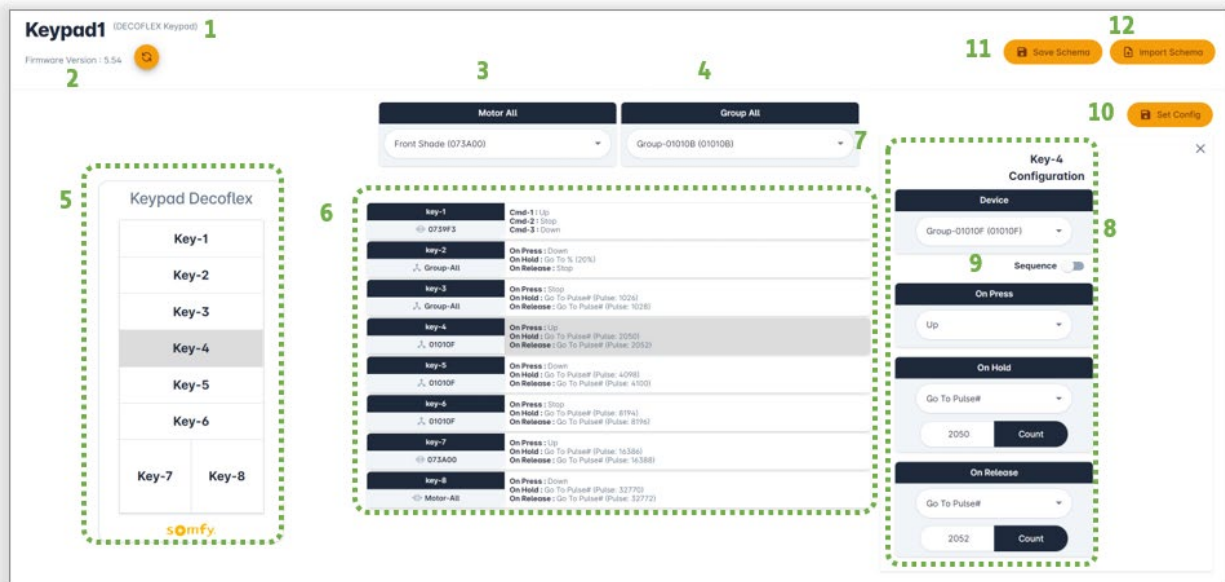 Keypad1 (DECOFLEX Keypad) 1
Firmware Version : 5.54
2
3
4
11
Save Schema
12
Import Schema
Motor All
Front Shade (073A00)
Group All
Group-01010B (01010B)
7
10
Set Config
5
Keypad Decoflex
Key-1
Key-2
Key-3
Key-4
Key-5
Key-6
Key-7
Key-8
somfy.
6
key-1
0739F3
Cmd-1 : Up
Cmd-2 : Stop
Cmd-3 : Down
key-2
Group-All
On Press : Down
On Hold : Go To % (20%)
On Release : Stop
key-3
Group-All
On Press : Stop
On Hold : Go To Pulse# (Pulse: 1026)
On Release : Go To Pulse# (Pulse: 1028)
key-4
01010F
On Press : Up
On Hold : Go To Pulse# (Pulse: 2050)
On Release : Go To Pulse# (Pulse: 2052)
key-5
01010F
On Press : Down
On Hold : Go To Pulse# (Pulse: 4098)
On Release : Go To Pulse# (Pulse: 4100)
key-6
01010F
On Press : Stop
On Hold : Go To Pulse# (Pulse: 8194)
On Release : Go To Pulse# (Pulse: 8196)
key-7
073A00
On Press : Up
On Hold : Go To Pulse# (Pulse: 16386)
On Release : Go To Pulse# (Pulse: 16388)
key-8
Motor-All
On Press : Down
On Hold : Go To Pulse# (Pulse: 32770)
On Release : Go To Pulse# (Pulse: 32772)
Key-4
Configuration
Device
Group-01010F (01010F)
8
9
Sequence
On Press
Up
On Hold
Go To Pulse#
2050
Count
On Release
Go To Pulse#
2052
Count